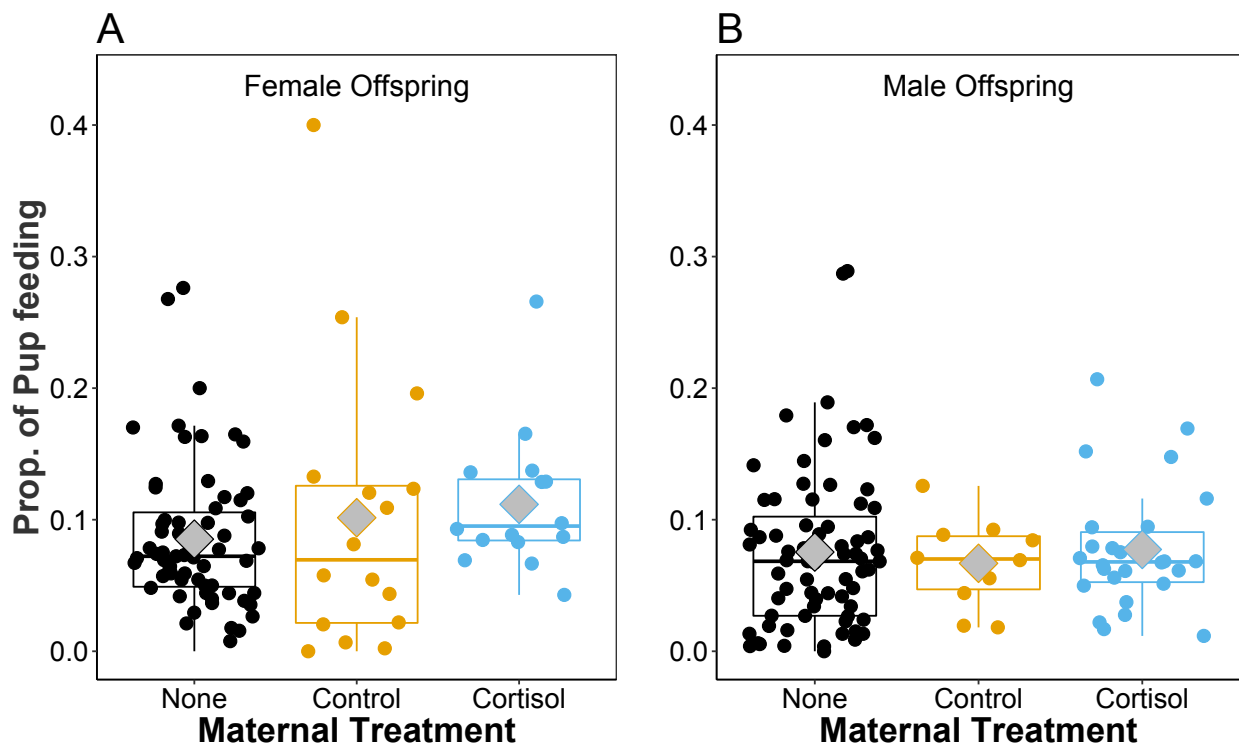 A
B
Female Offspring
Male Offspring
Prop. of Pup feeding
0.4
0.3
0.2
0.1
0.0
0.4
0.3
0.2
0.1
0.0
None Control Cortisol
None Control Cortisol
Maternal Treatment
Maternal Treatment